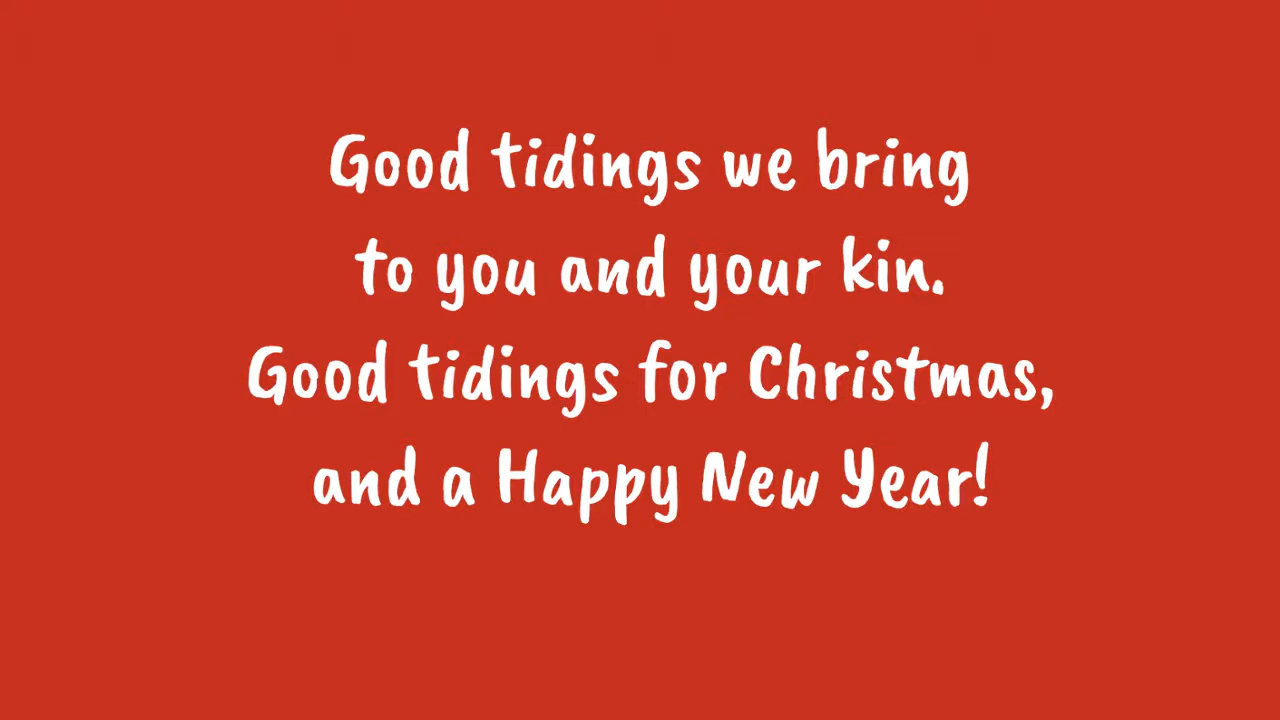 Good tidings we bring
to you and your kin.
Good tidings for Christmas,
and a Happy New Year!